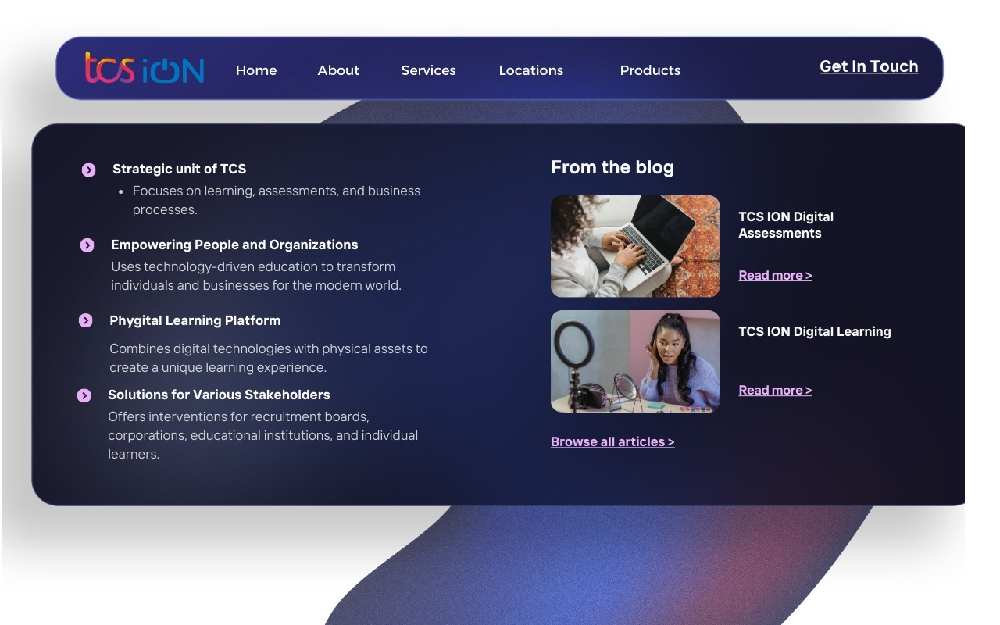 tcs iON
Home
About
Services
Locations
Products
Get In Touch
Strategic unit of TCS
• Focuses on learning, assessments, and business
processes.
Empowering People and Organizations
Uses technology-driven education to transform
individuals and businesses for the modern world.
Phygital Learning Platform
Combines digital technologies with physical assets to
create a unique learning experience.
Solutions for Various Stakeholders
Offers interventions for recruitment boards,
corporations, educational institutions, and individual
learners.
From the blog
TCS ION Digital
Assessments
Read more >
TCS ION Digital Learning
Read more >
Browse all articles >